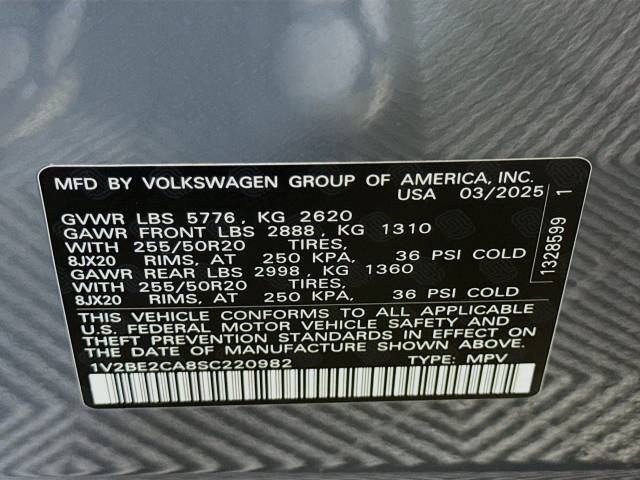 MFD BY VOLKSWAGEN GROUP OF AMERICA, INC.
USA 03/2025
GVWR LBS 5776, KG 2620
GAWR FRONT LBS 2888, KG 1310
WITH 255/50R20 TIRES,
8JX20 RIMS, AT 250 KPA, 36 PSI COLD
GAWR REAR LBS 2998, KG 1360
WITH 255/50R20 TIRES,
8JX20 RIMS, AT 250 KPA, 36 PSI COLD
THIS VEHICLE CONFORMS TO ALL APPLICABLE
U.S. FEDERAL MOTOR VEHICLE SAFETY AND
THEFT PREVENTION STANDARDS IN EFFECT ON
THE DATE OF MANUFACTURE SHOWN ABOVE.
1V2BE2CA8SC220982 TYPE: MPV
1328599 1